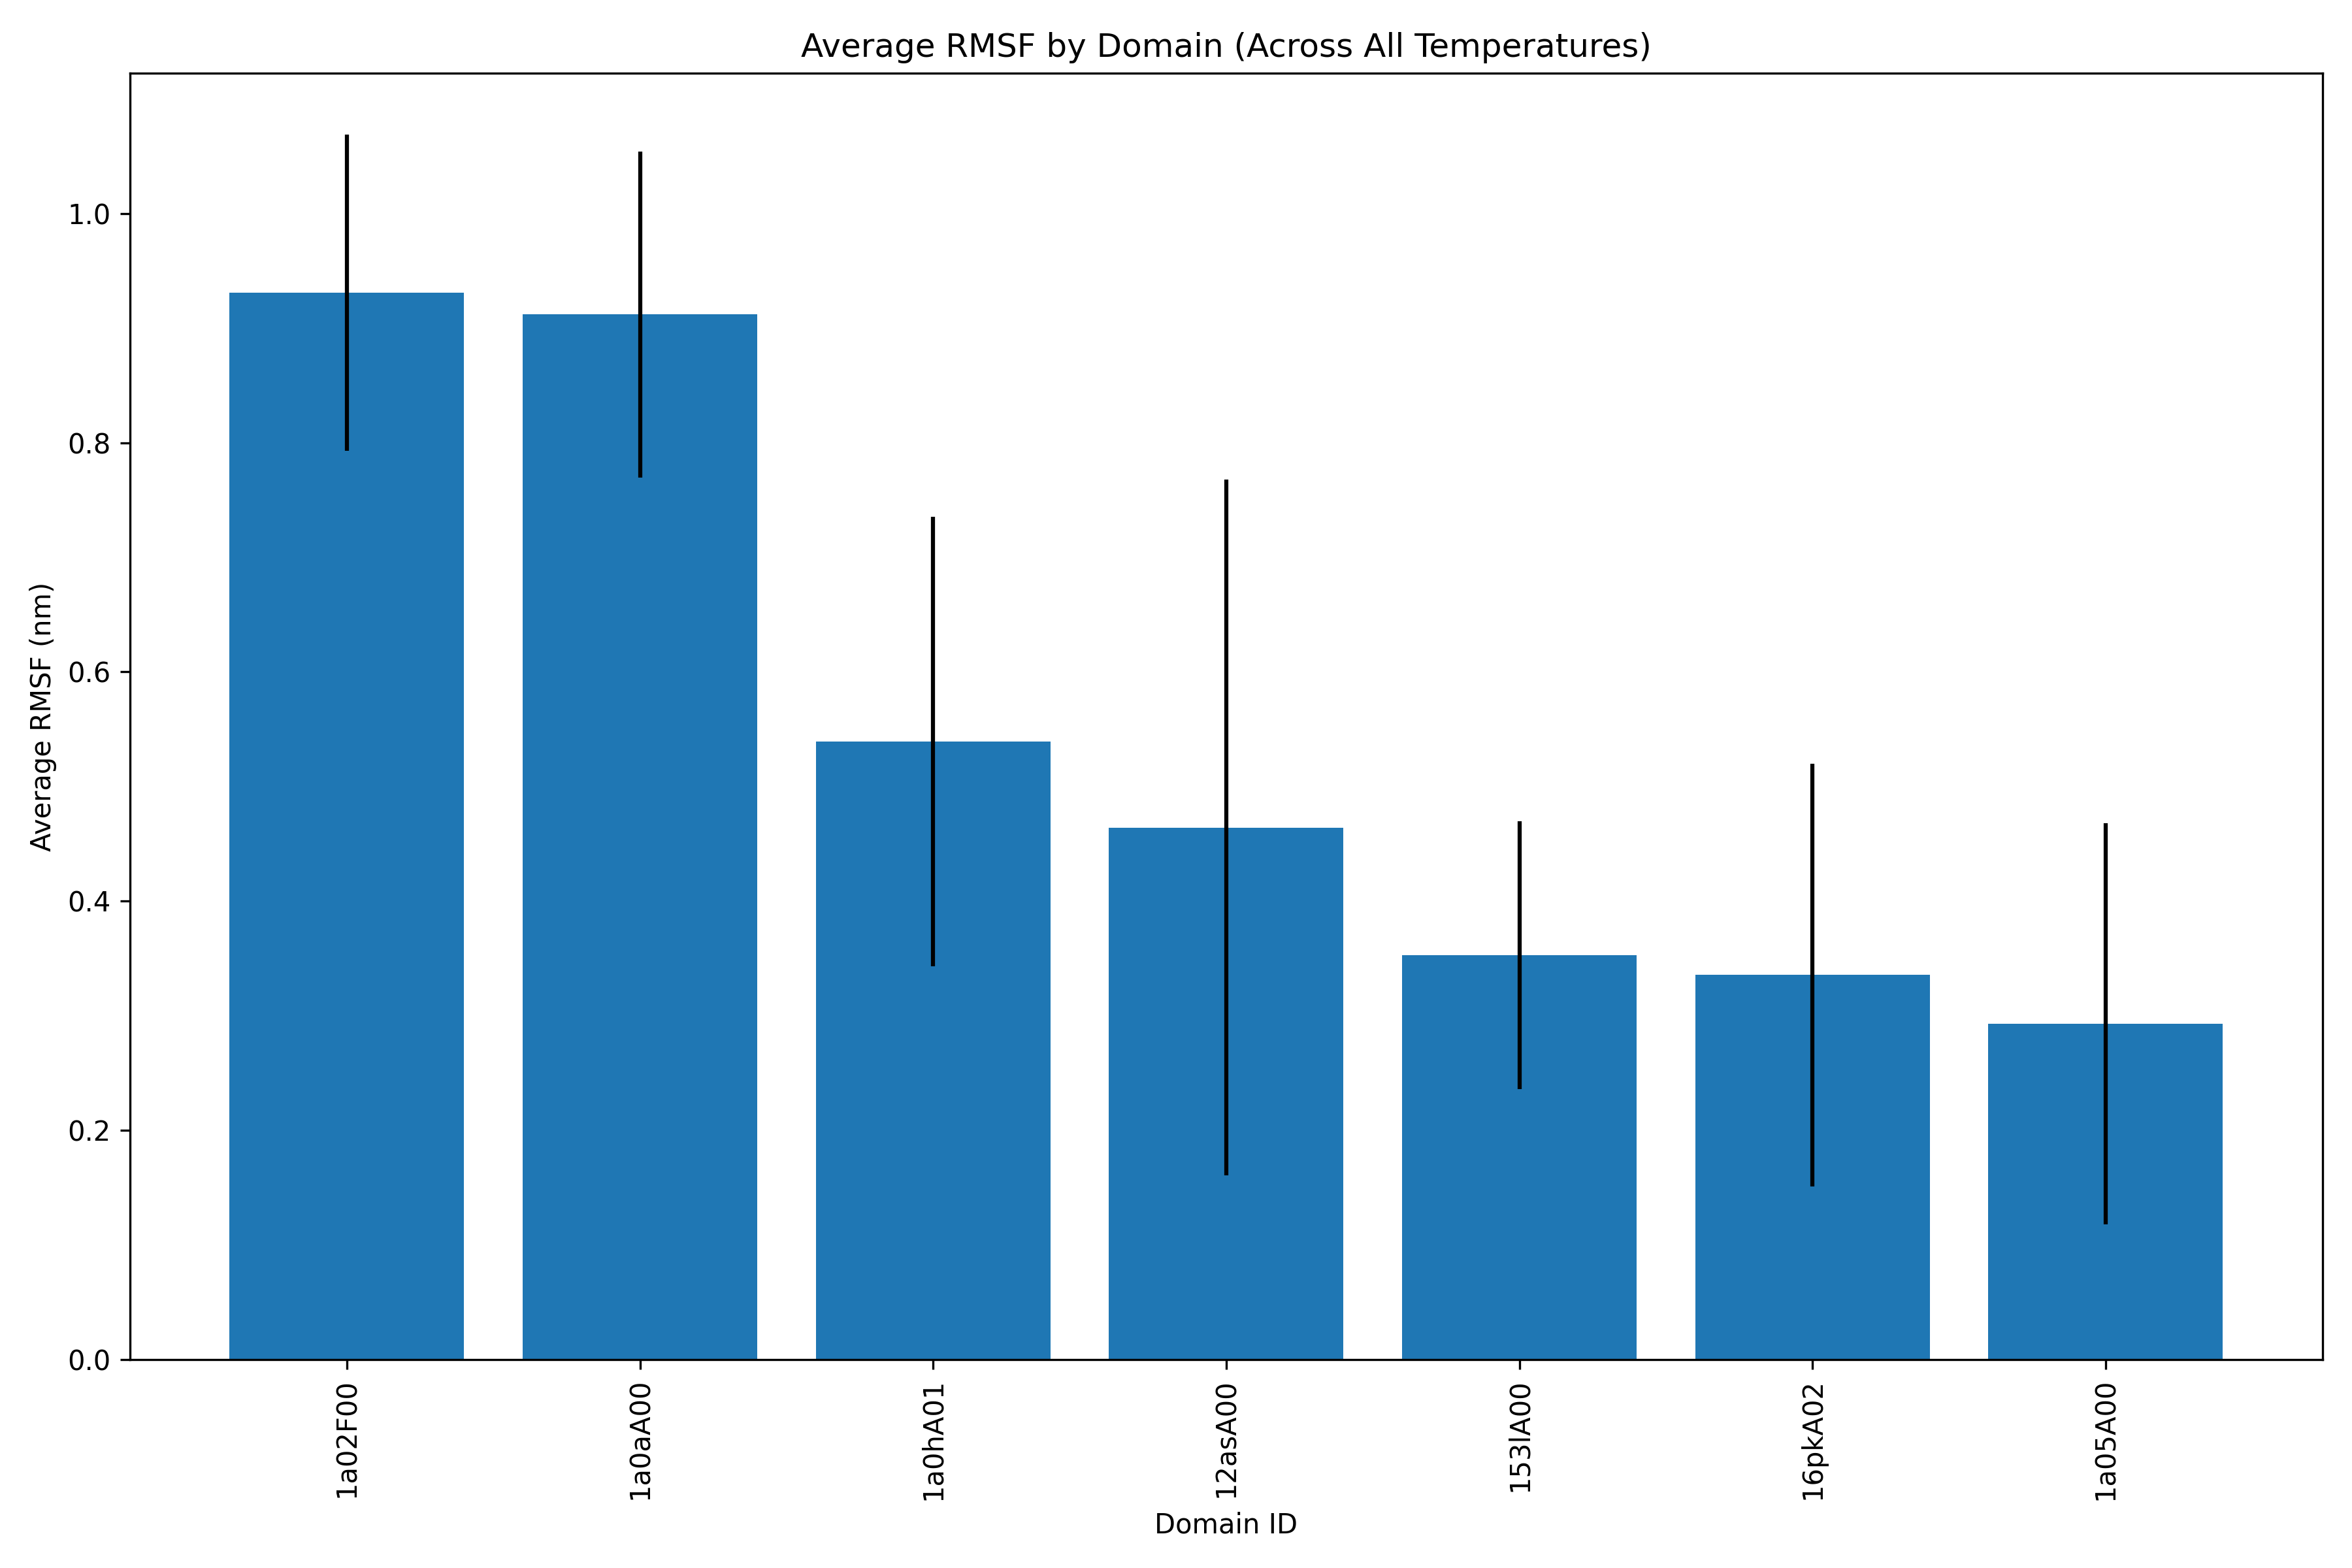 Average RMSF by Domain (Across All Temperatures)
Average RMSF (nm)
1.0
0.8
0.6
0.4
0.2
0.0
1a02F00
1a0aA00
1a0hA01
12asA00
153lA00
16pkA02
1a05A00
Domain ID